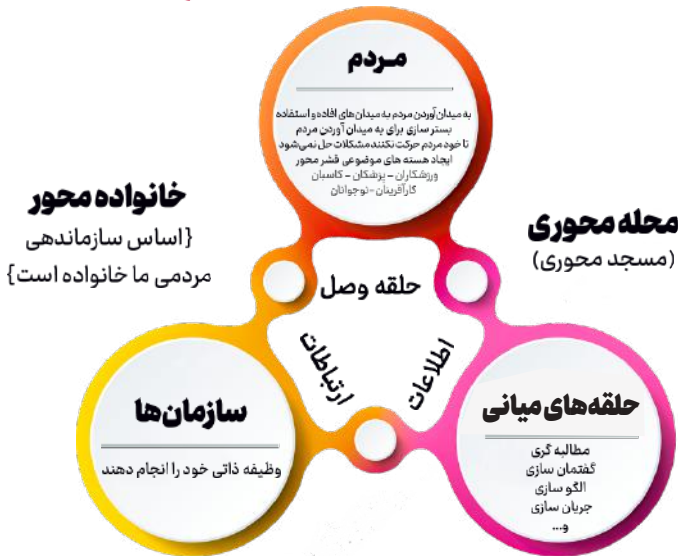 مـردم
به میدان آوردن مردم به میدان‌های افاده و استفاده
بستر سازی برای به میدان آوردن مردم
تا خود مردم حرکت نکنند مشکلات حل نمی‌شود
ایجاد هسته های موضوعی قشر محور
ورزشکاران – پزشکان – کاسبان
کارآفرینان – نوجوانان
محله محوری
(مسجد محوری)
خانواده محور
{اساس سازماندهی
مردمی ما خانواده است}
حلقه وصل
اطلاعات
ارتباطات
حلقه‌های میانی
مطالبه گری
گفتمان سازی
الگو سازی
جریان سازی
و...
سازمان‌ها
وظیفه ذاتی خود را انجام دهند